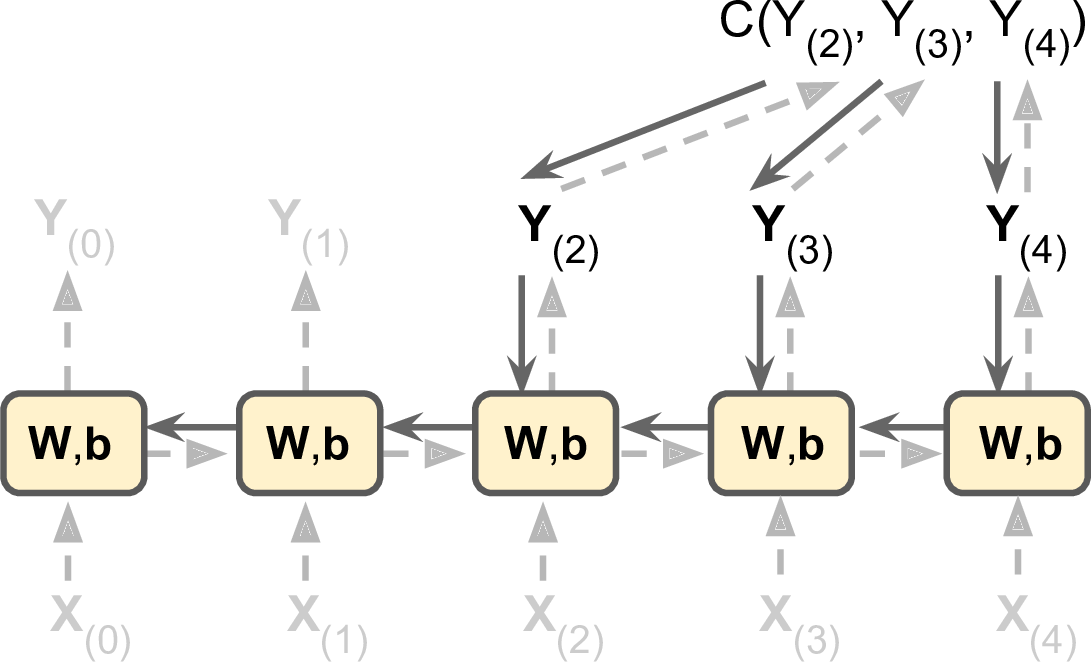 C(Y(2), Y(3), Y(4))
Y(0) Y(1) Y(2) Y(3) Y(4)
W,b W,b W,b W,b W,b
X(0) X(1) X(2) X(3) X(4)